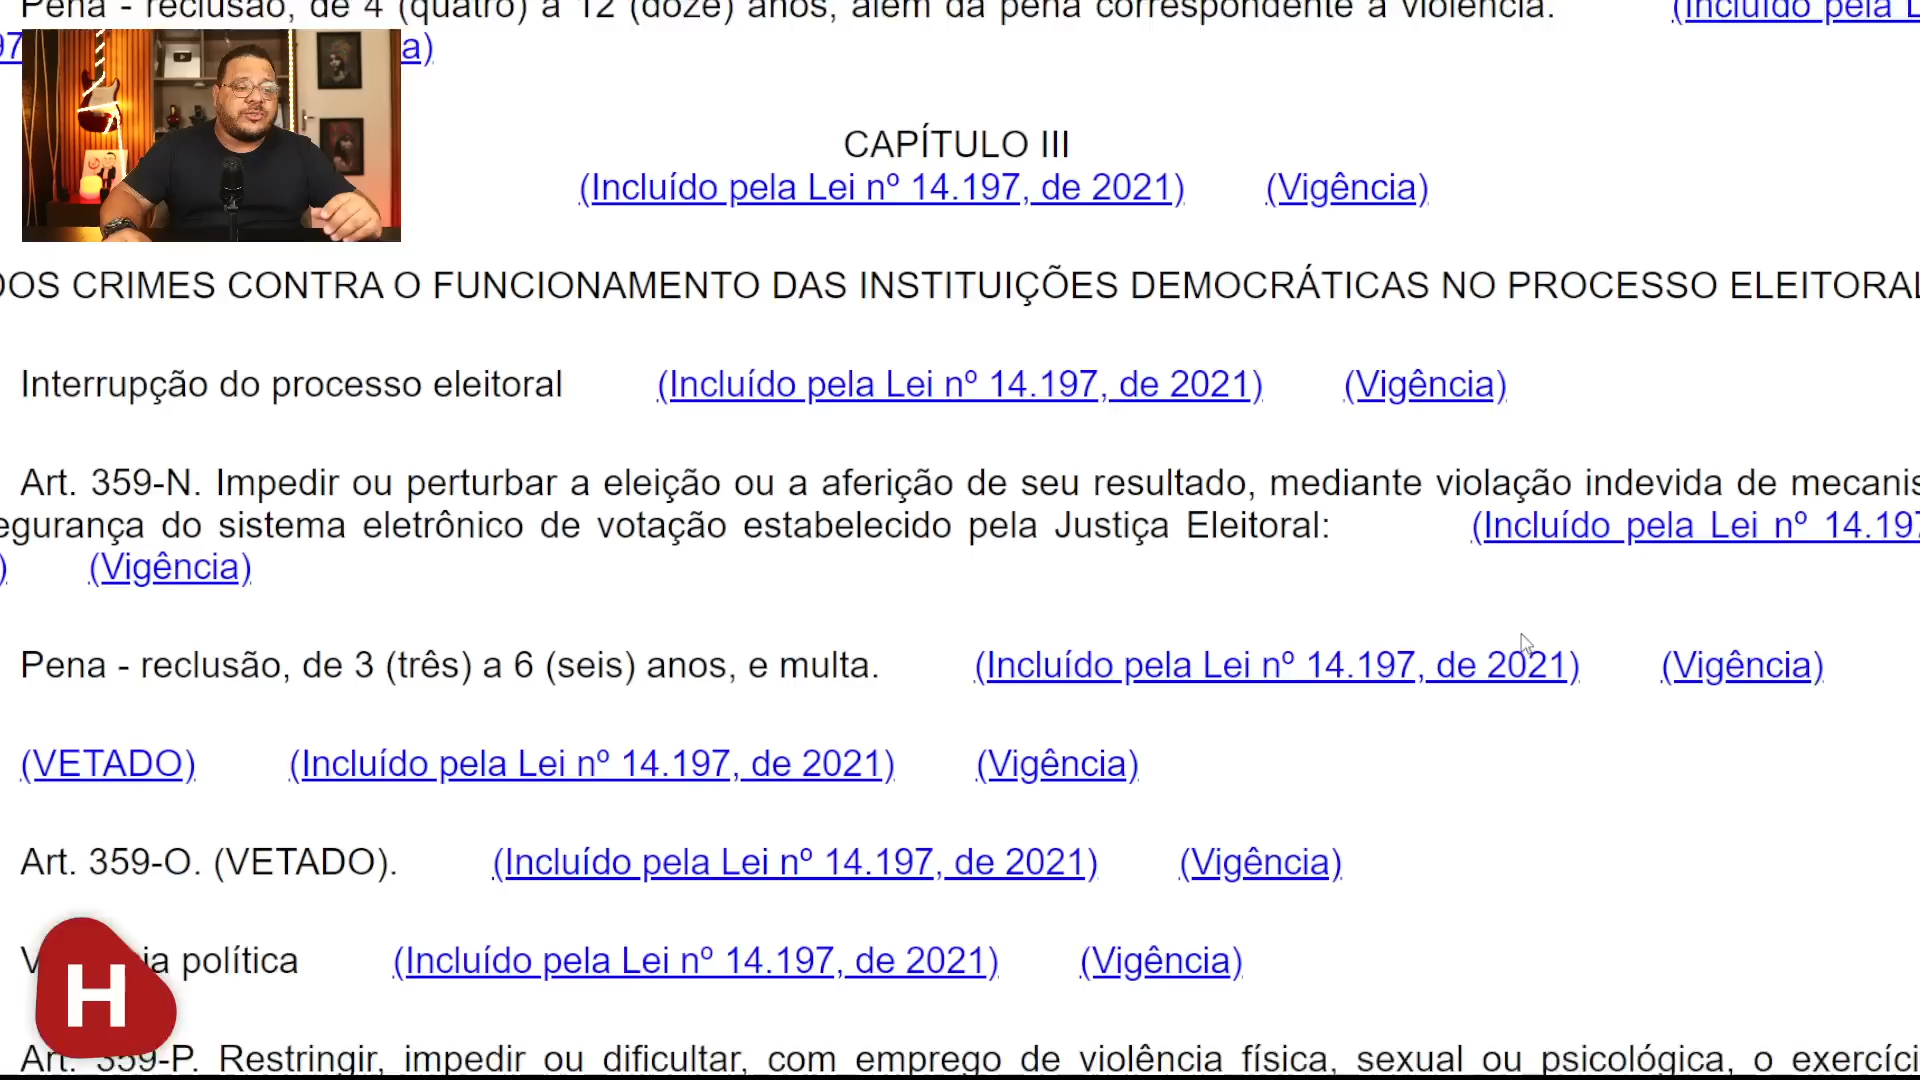 Pena - reclusão, de 4 (quatro) a 12 (doze) anos, além da pena correspondente à violência. (Incluído pela L
97 a)
CAPÍTULO III
(Incluído pela Lei nº 14.197, de 2021) (Vigência)
DOS CRIMES CONTRA O FUNCIONAMENTO DAS INSTITUIÇÕES DEMOCRÁTICAS NO PROCESSO ELEITORAL
Interrupção do processo eleitoral (Incluído pela Lei nº 14.197, de 2021) (Vigência)
Art. 359-N. Impedir ou perturbar a eleição ou a aferição de seu resultado, mediante violação indevida de mecanis
egurança do sistema eletrônico de votação estabelecido pela Justiça Eleitoral: (Incluído pela Lei nº 14.197
) (Vigência)
Pena - reclusão, de 3 (três) a 6 (seis) anos, e multa. (Incluído pela Lei nº 14.197, de 2021) (Vigência)
(VETADO) (Incluído pela Lei nº 14.197, de 2021) (Vigência)
Art. 359-O. (VETADO). (Incluído pela Lei nº 14.197, de 2021) (Vigência)
V ia política (Incluído pela Lei nº 14.197, de 2021) (Vigência)
H
Art. 359-P. Restringir, impedir ou dificultar, com emprego de violência física, sexual ou psicológica, o exercíci